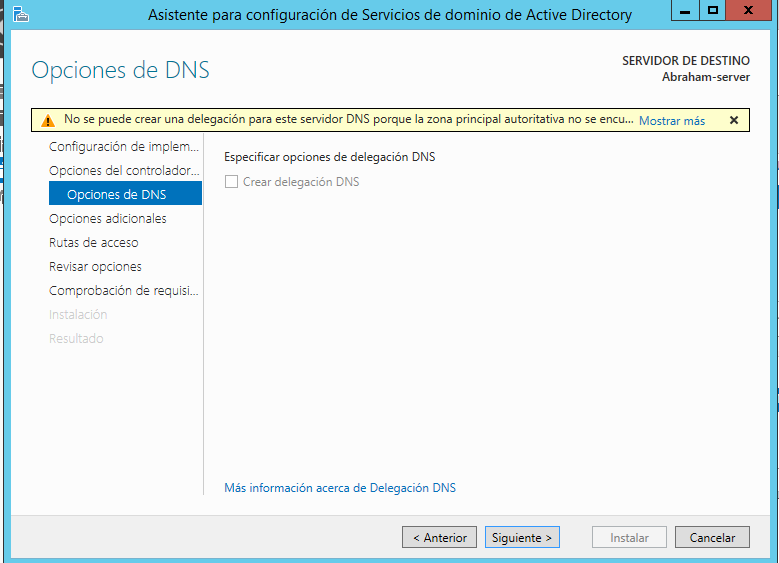 Asistente para configuración de Servicios de dominio de Active Directory
Opciones de DNS
SERVIDOR DE DESTINO
Abraham-server
No se puede crear una delegación para este servidor DNS porque la zona principal autoritativa no se encu... Mostrar más
Configuración de implem...
Opciones del controlador...
Opciones de DNS
Opciones adicionales
Rutas de acceso
Revisar opciones
Comprobación de requisi...
Instalación
Resultado
Especificar opciones de delegación DNS
Crear delegación DNS
Más información acerca de Delegación DNS
< Anterior Siguiente > Instalar Cancelar